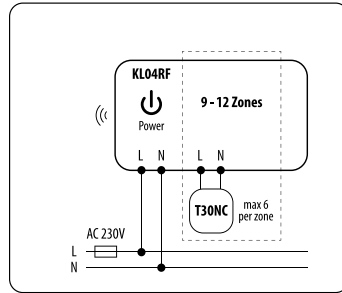 KL04RF
9 - 12 Zones
Power
L N L N
T30NC
max 6
per zone
AC 230V
L
N